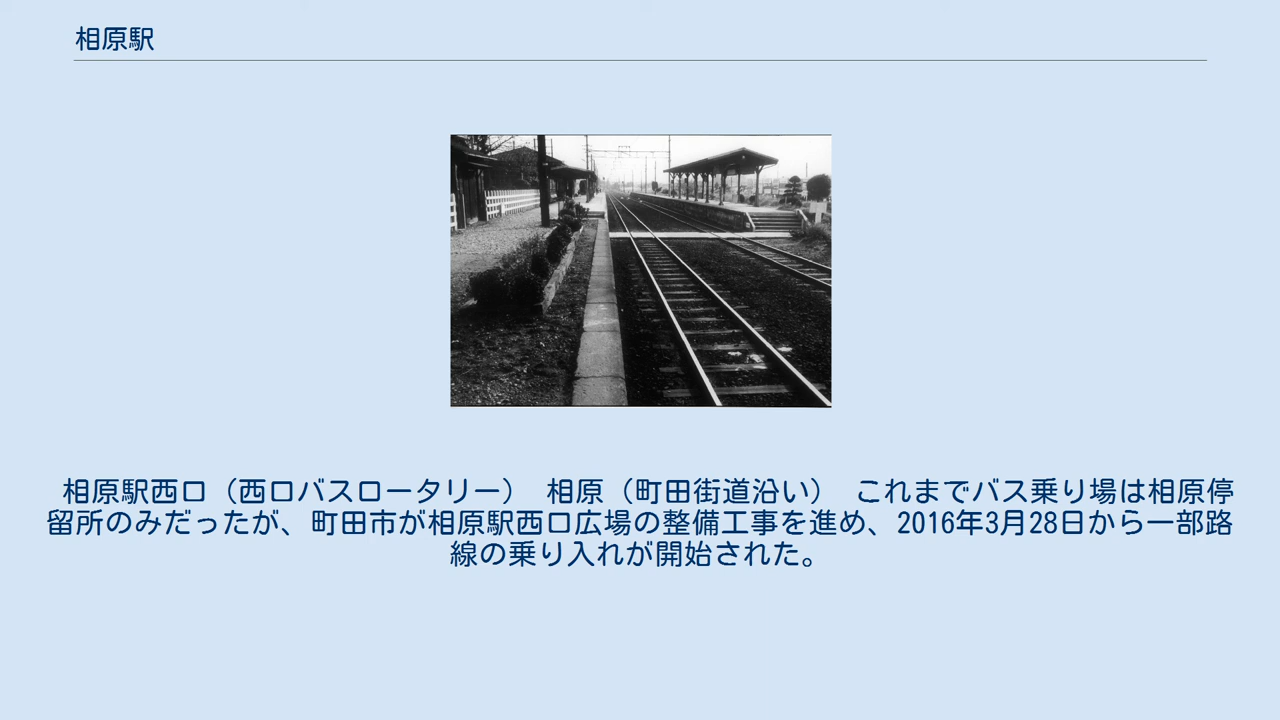 相原駅
相原駅西口（西口バスロータリー）　相原（町田街道沿い）　これまでバス乗り場は相原停
留所のみだったが、町田市が相原駅西口広場の整備工事を進め、2016年3月28日から一部路
線の乗り入れが開始された。